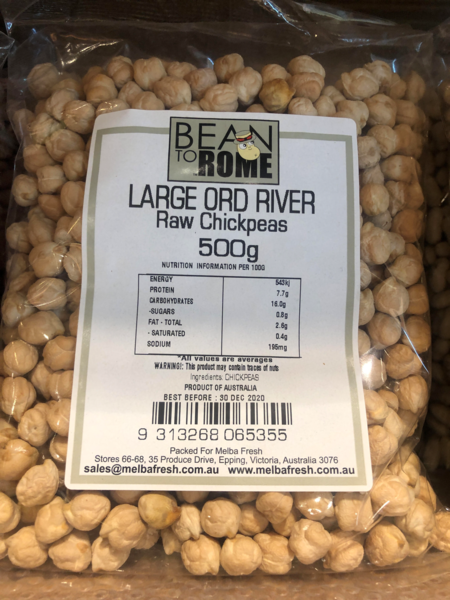 BEAN
TO ROME
LARGE ORD RIVER
Raw Chickpeas
500g
NUTRITION INFORMATION PER 100G
ENERGY 543kj
PROTEIN 7.7g
CARBOHYDRATES 16.0g
-SUGARS 0.8g
FAT - TOTAL 2.6g
- SATURATED 0.4g
SODIUM 195mg
*All values are averages
WARNING!: This product may contain traces of nuts
Ingredients: CHICKPEAS
PRODUCT OF AUSTRALIA
BEST BEFORE : 30 DEC 2020
9 313268 065355
Packed For Melba Fresh
Stores 66-68, 35 Produce Drive, Epping, Victoria, Australia 3076
sales@melbafresh.com.au www.melbafresh.com.au